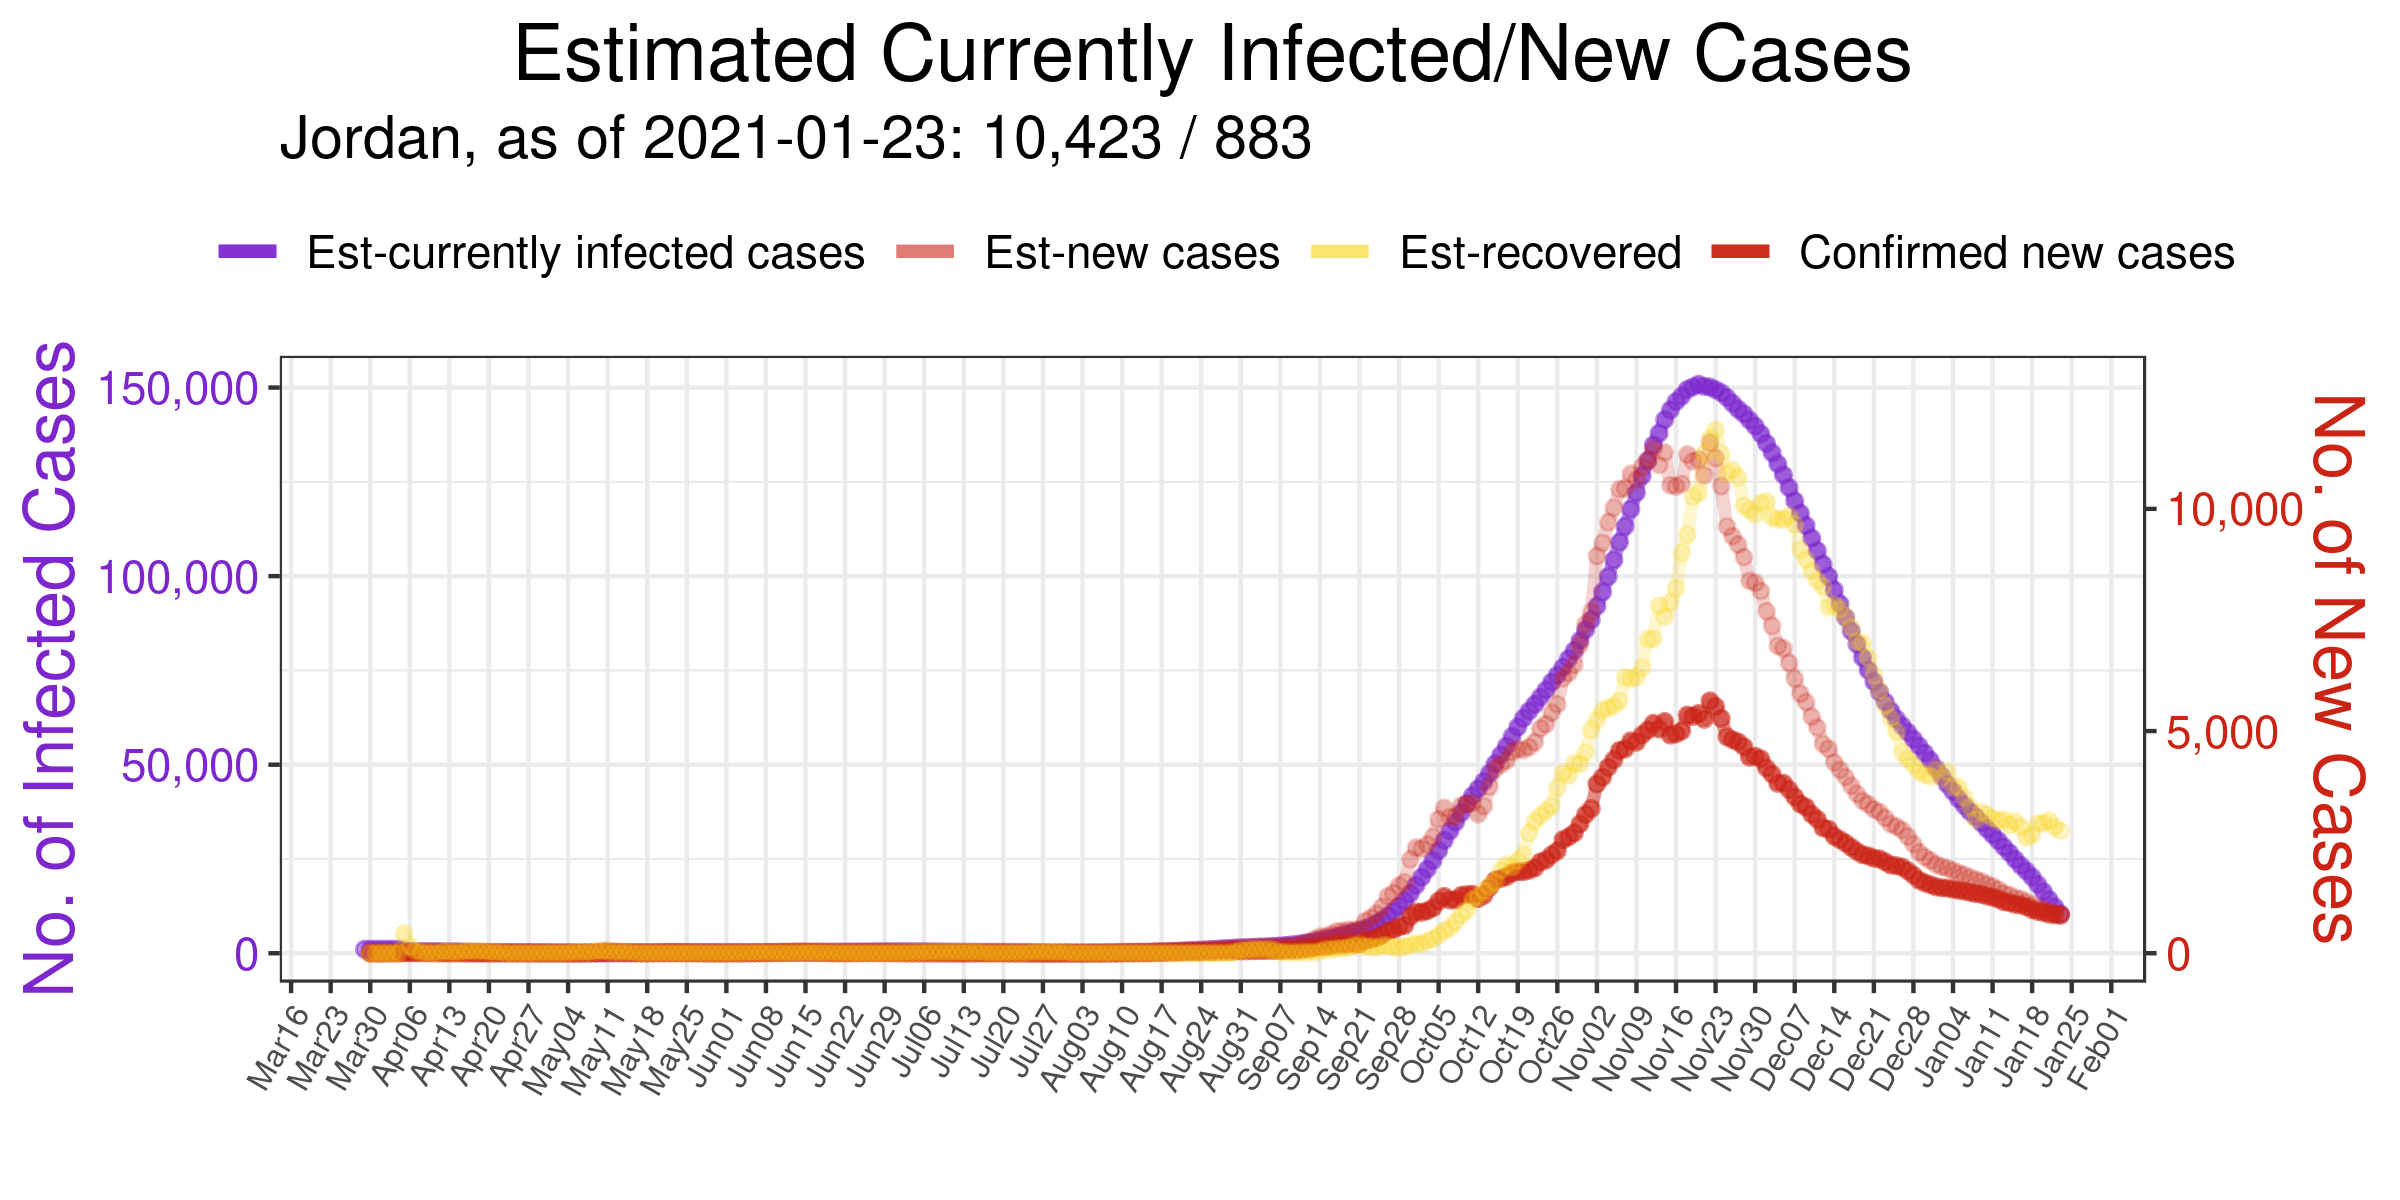 Estimated Currently Infected/New Cases
Jordan, as of 2021-01-23: 10,423 / 883
Est-currently infected cases Est-new cases Est-recovered Confirmed new cases
No. of Infected Cases
150,000
100,000
50,000
0
10,000
5,000
0
No. of New Cases
Mar16 Mar23 Mar30 Apr06 Apr13 Apr20 Apr27 May04 May11 May18 May25 Jun01 Jun08 Jun15 Jun22 Jun29 Jul06 Jul13 Jul20 Jul27 Aug03 Aug10 Aug17 Aug24 Aug31 Sep07 Sep14 Sep21 Sep28 Oct05 Oct12 Oct19 Oct26 Nov02 Nov09 Nov16 Nov23 Nov30 Dec07 Dec14 Dec21 Dec28 Jan04 Jan11 Jan18 Jan25 Feb01